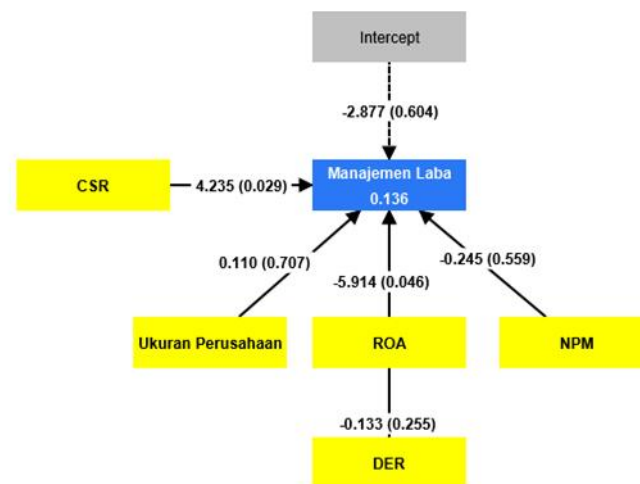 Intercept
-2.877 (0.604)
CSR
4.235 (0.029)
Manajemen Laba
0.136
0.110 (0.707)
-5.914 (0.046)
-0.245 (0.559)
Ukuran Perusahaan
ROA
NPM
-0.133 (0.255)
DER